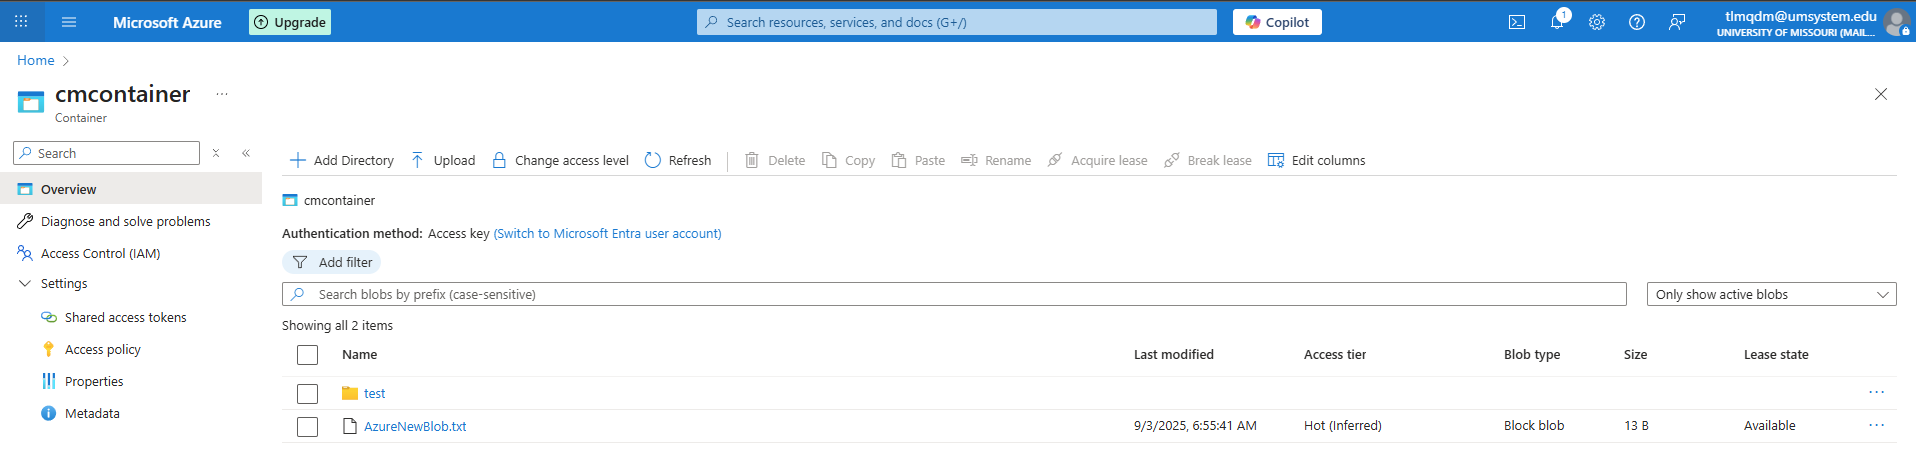 Microsoft Azure
Upgrade
Search resources, services, and docs (G+/)
Copilot
1
tlmqdm@umsystem.edu
UNIVERSITY OF MISSOURI (MAIL...
Home
cmcontainer
...
Container
Search
Add Directory
Upload
Change access level
Refresh
Delete
Copy
Paste
Rename
Acquire lease
Break lease
Edit columns
Overview
Diagnose and solve problems
Access Control (IAM)
Settings
Shared access tokens
Access policy
Properties
Metadata
cmcontainer
Authentication method: Access key (Switch to Microsoft Entra user account)
Add filter
Search blobs by prefix (case-sensitive)
Only show active blobs
Showing all 2 items
Name Last modified Access tier Blob type Size Lease state
test ...
AzureNewBlob.txt 9/3/2025, 6:55:41 AM Hot (Inferred) Block blob 13 B Available ...